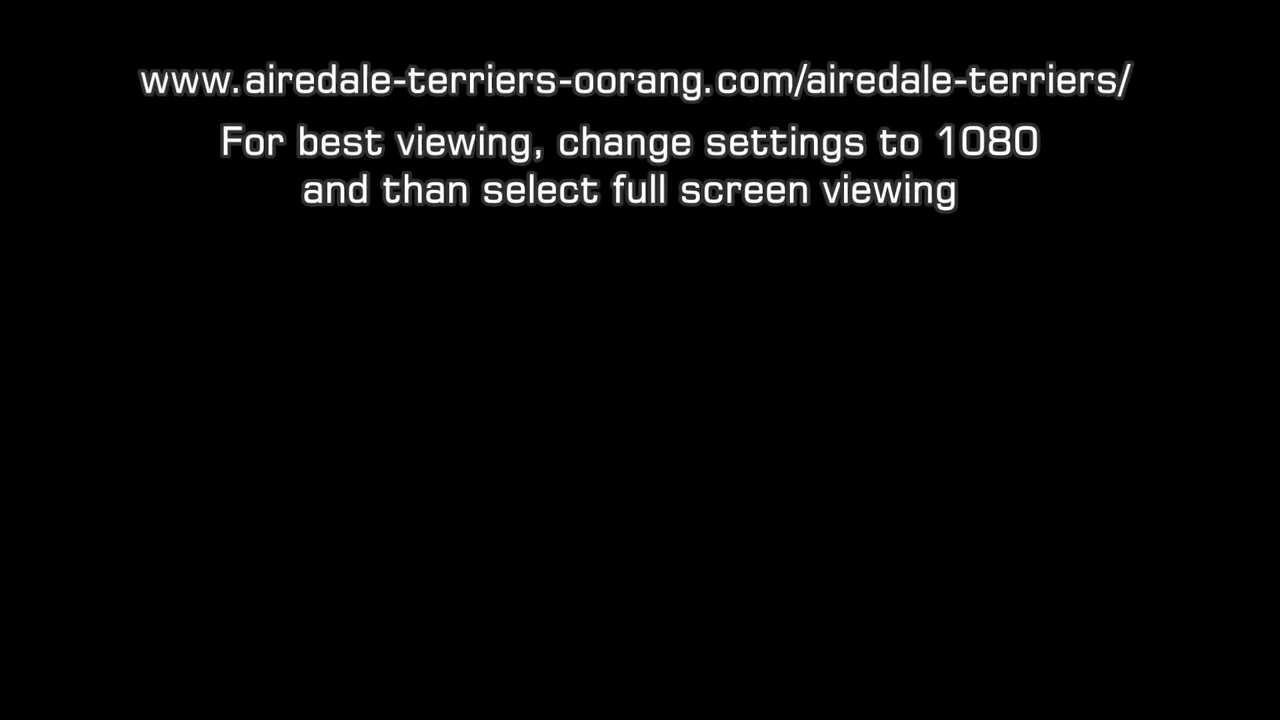 www.airedale-terriers-oorang.com/airedale-terriers/
For best viewing, change settings to 1080
and than select full screen viewing